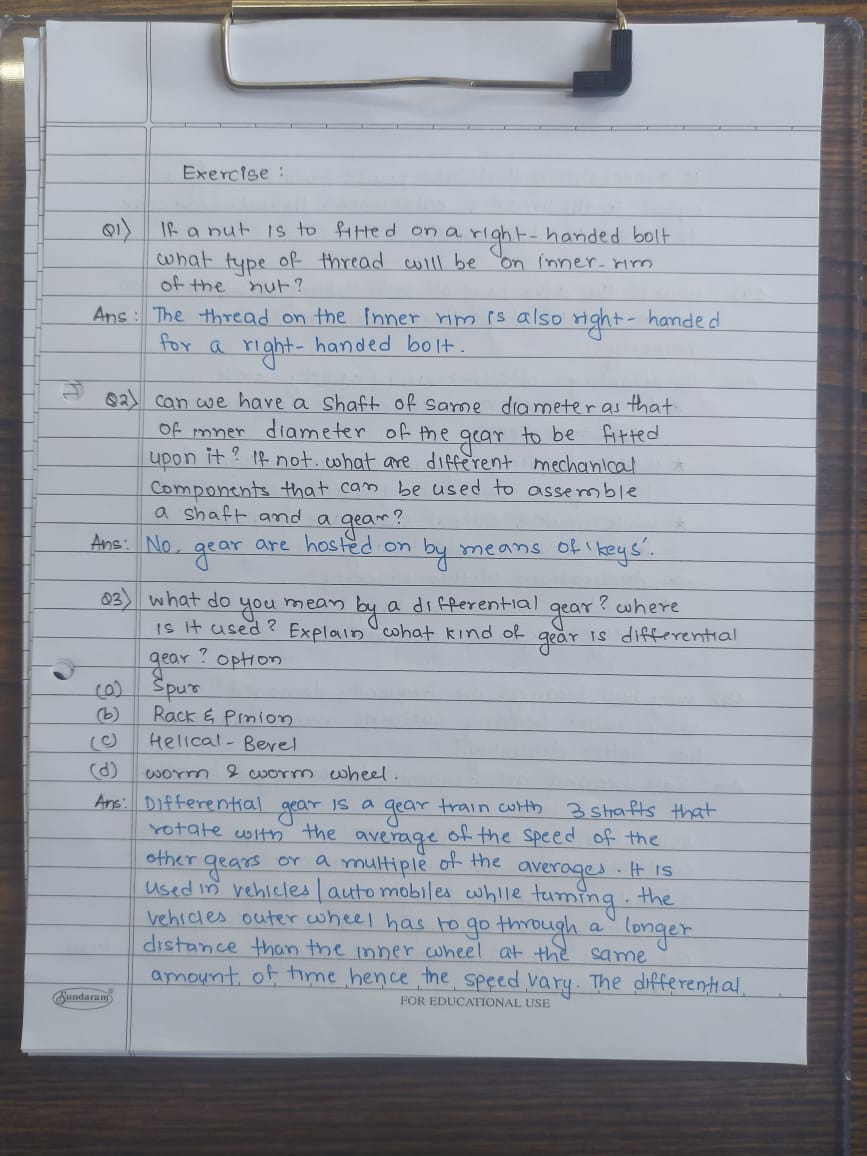 Exercise :
Q1) If a nut is to fitted on a right-handed bolt
what type of thread will be on inner-rim
of the nut?
Ans : The thread on the inner rim is also right-handed
for a right-handed bolt.
Q2) can we have a shaft of same diameter as that
of inner diameter of the gear to be fitted
upon it? If not. what are different mechanical
components that can be used to assemble
a shaft and a gear?
Ans: No, gear are hosted on by means of 'keys'.
Q3) what do you mean by a differential gear? where
is it used? Explain what kind of gear is differential
gear? option
(a) Spur
(b) Rack & Pinion
(c) Helical - Bevel
(d) worm & worm wheel.
Ans: Differential gear is a gear train with 3 shafts that
rotate with the average of the speed of the
other gears or a multiple of the averages. It is
used in vehicles/automobiles while turning. the
vehicles outer wheel has to go through a longer
distance than the inner wheel at the same
amount of time hence the speed vary. The differential
Sundaram
FOR EDUCATIONAL USE